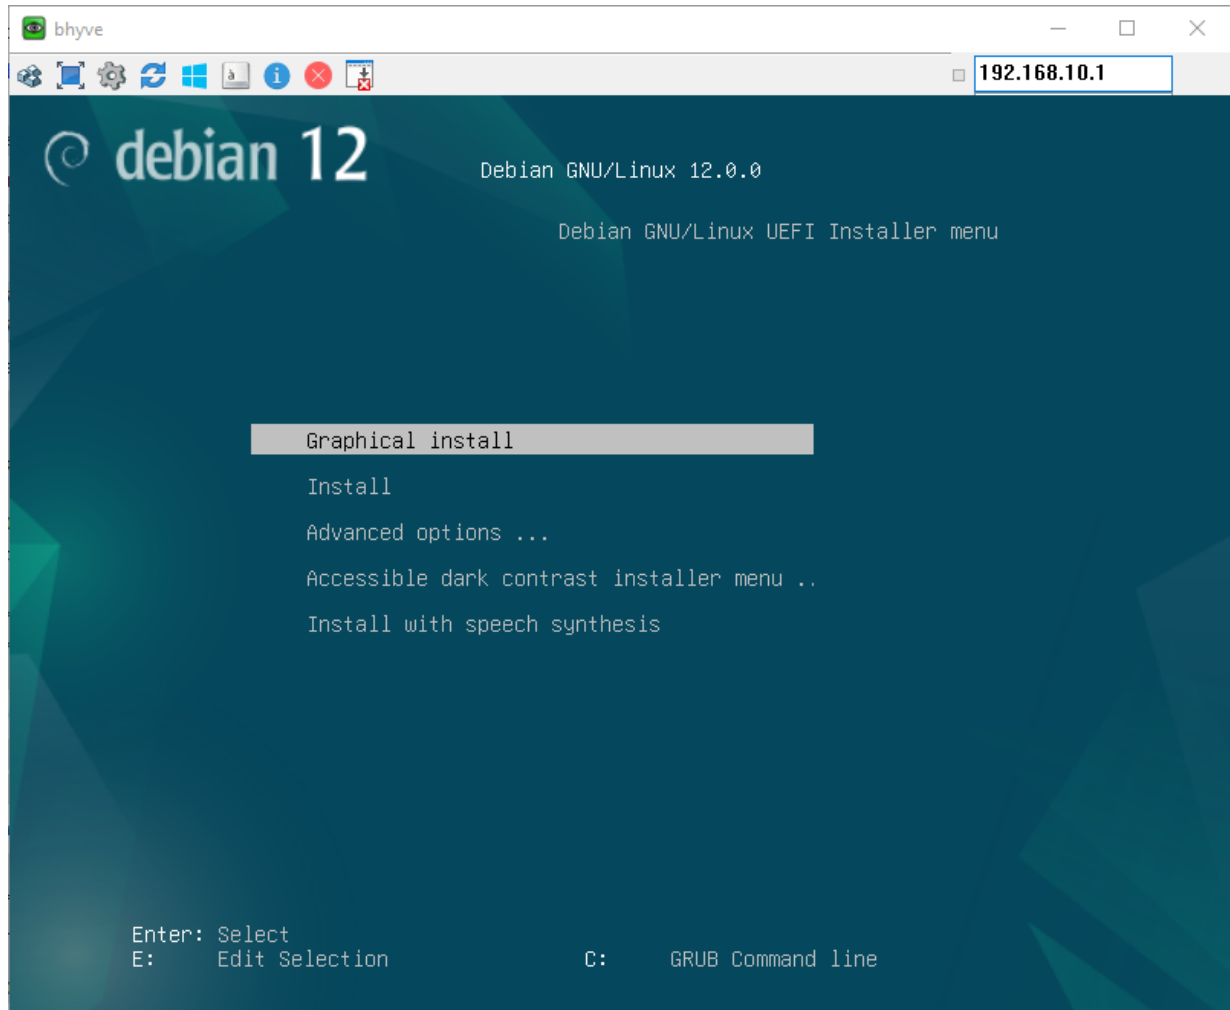 bhyve
192.168.10.1
debian 12
Debian GNU/Linux 12.0.0
Debian GNU/Linux UEFI Installer menu
Graphical install
Install
Advanced options ...
Accessible dark contrast installer menu ..
Install with speech synthesis
Enter: Select
E: Edit Selection C: GRUB Command line